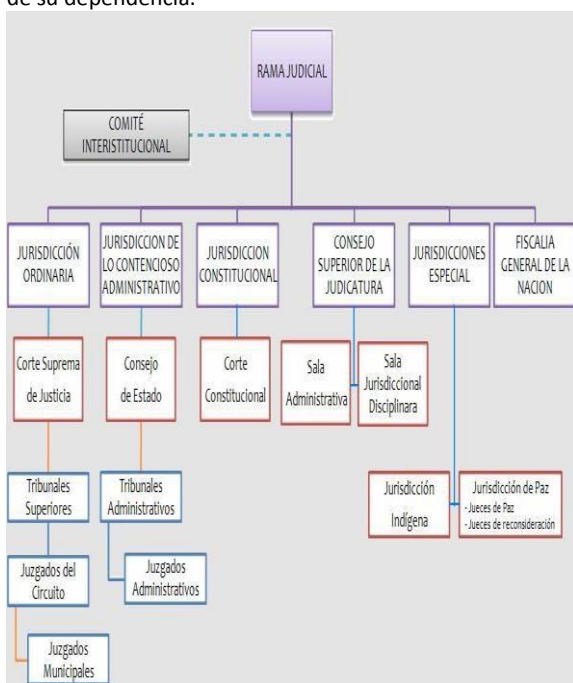 de su dependencia.
RAMA JUDICIAL
COMITÉ
INTERISTITUCIONAL
JURISDICCIÓN
ORDINARIA
JURISDICCION DE
LO CONTENCIOSO
ADMINISTRATIVO
JURISDICCION
CONSTITUCIONAL
CONSEJO
SUPERIOR DE LA
JUDICATURA
JURISDICCIONES
ESPECIAL
FISCALIA
GENERAL DE LA
NACION
Corte Suprema
de Justicia
Consejo
de Estado
Corte
Constitucional
Sala
Administrativa
Sala
Jurisdiccional
Disciplinara
Tribunales
Superiores
Tribunales
Administrativos
Jurisdicción
Indígena
Jurisdicción de Paz
- Jueces de Paz
- Jueces de reconsideración
Juzgados del
Circuito
Juzgados
Administrativos
Juzgados
Municipales